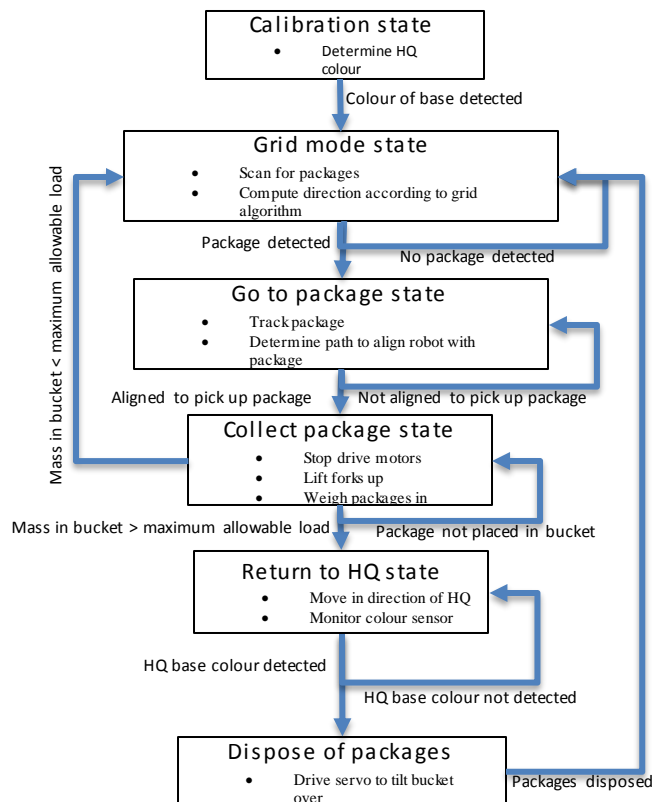 Calibration state
• Determine HQ
colour
Colour of base detected
Grid mode state
• Scan for packages
• Compute direction according to grid
algorithm
Package detected
No package detected
Mass in bucket < maximum allowable load
Go to package state
• Track package
• Determine path to align robot with
package
Aligned to pick up package
Not aligned to pick up package
Collect package state
• Stop drive motors
• Lift forks up
• Weigh packages in
Mass in bucket > maximum allowable load
Package not placed in bucket
Return to HQ state
• Move in direction of HQ
• Monitor colour sensor
HQ base colour detected
HQ base colour not detected
Dispose of packages
• Drive servo to tilt bucket
over
Packages disposed